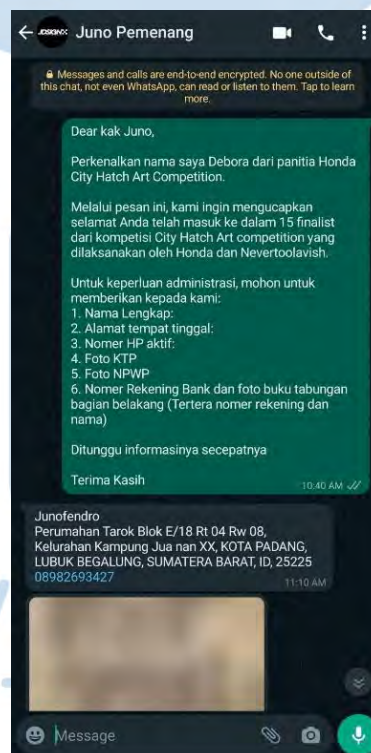 Juno Pemenang
Messages and calls are end-to-end encrypted. No one outside of
this chat, not even WhatsApp, can read or listen to them. Tap to learn
more.
Dear kak Juno,
Perkenalkan nama saya Debora dari panitia Honda
City Hatch Art Competition.
Melalui pesan ini, kami ingin mengucapkan
selamat Anda telah masuk ke dalam 15 finalist
dari kompetisi City Hatch Art competition yang
dilaksanakan oleh Honda dan Nevertoolavish.
Untuk keperluan administrasi, mohon untuk
memberikan kepada kami:
1. Nama Lengkap:
2. Alamat tempat tinggal:
3. Nomer HP aktif:
4. Foto KTP
5. Foto NPWP
6. Nomer Rekening Bank dan foto buku tabungan
bagian belakang (Tertera nomer rekening dan
nama)
Ditunggu informasinya secepatnya
Terima Kasih
10:40 AM
Junofendro
Perumahan Tarok Blok E/18 Rt 04 Rw 08,
Kelurahan Kampung Jua nan XX, KOTA PADANG,
LUBUK BEGALUNG, SUMATERA BARAT, ID, 25225
08982693427
11:10 AM
Message